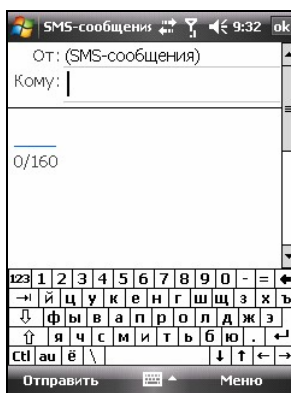 SMS-сообщения 9:32 ok
От: (SMS-сообщения)
Кому:
0/160
123 1 2 3 4 5 6 7 8 9 0 - =
й ц у к е н г ш щ з х ъ
ф ы в а п р о л д ж э
я ч с м и т ь б ю .
Ctl au ё \
Отправить Меню